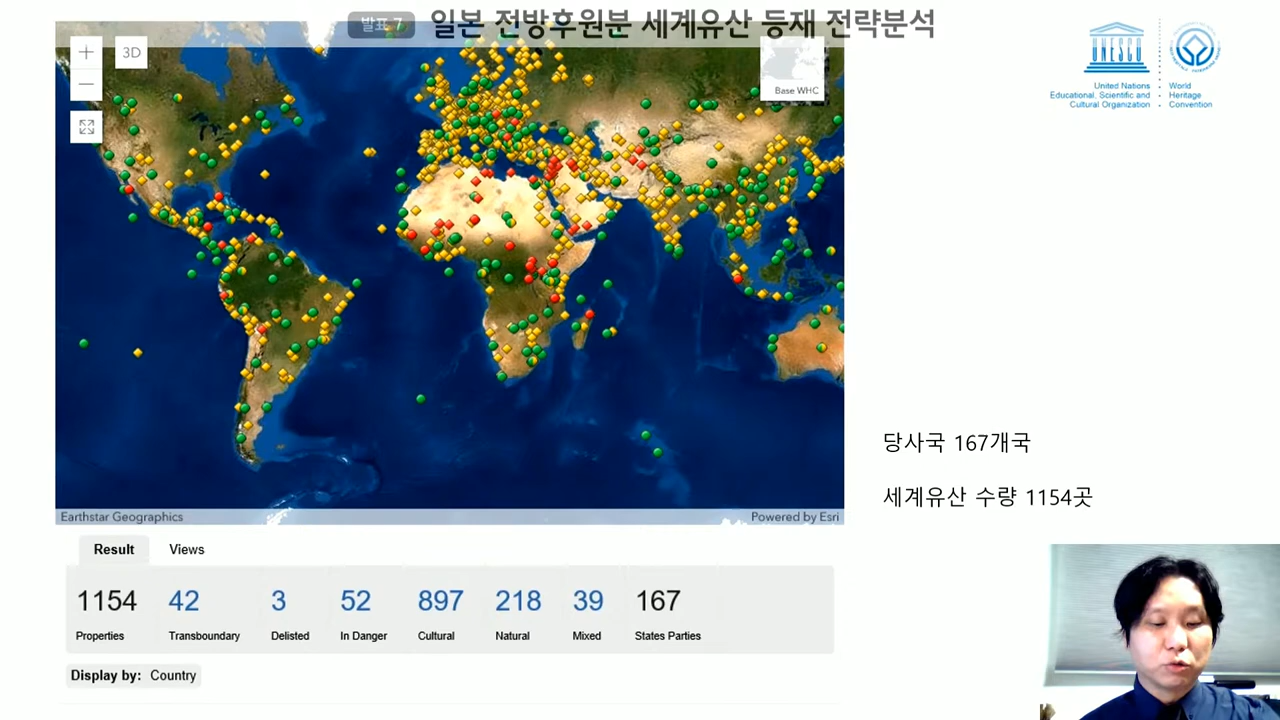 발표 7 일본 전방후원분 세계유산 등재 전략분석
+
3D
−
Base WHC
UNESCO
United Nations
Educational, Scientific and
Cultural Organization
World
Heritage
Convention
당사국 167개국
세계유산 수량 1154곳
Earthstar Geographics
Powered by Esri
Result Views
1154 42 3 52 897 218 39 167
Properties Transboundary Delisted In Danger Cultural Natural Mixed States Parties
Display by: Country